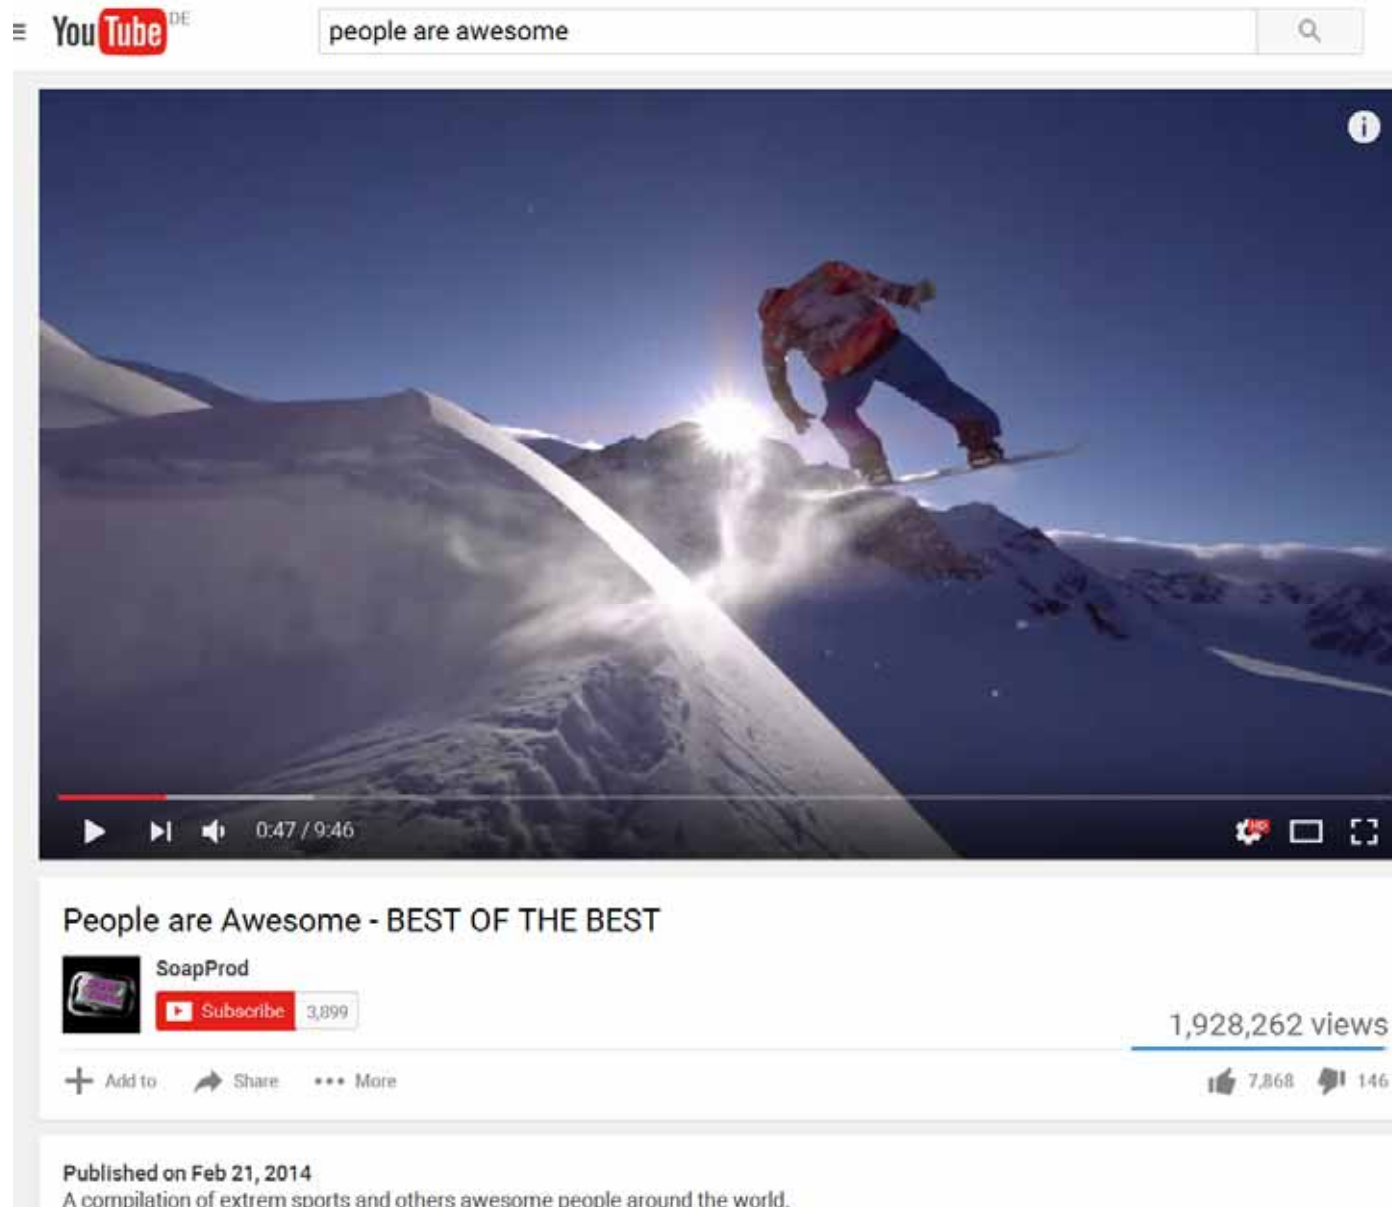 YouTube DE
people are awesome
0:47 / 9:46
HD
People are Awesome - BEST OF THE BEST
SoapProd
Subscribe 3,899
1,928,262 views
Add to Share More
7,868 146
Published on Feb 21, 2014
A compilation of extrem sports and others awesome people around the world.